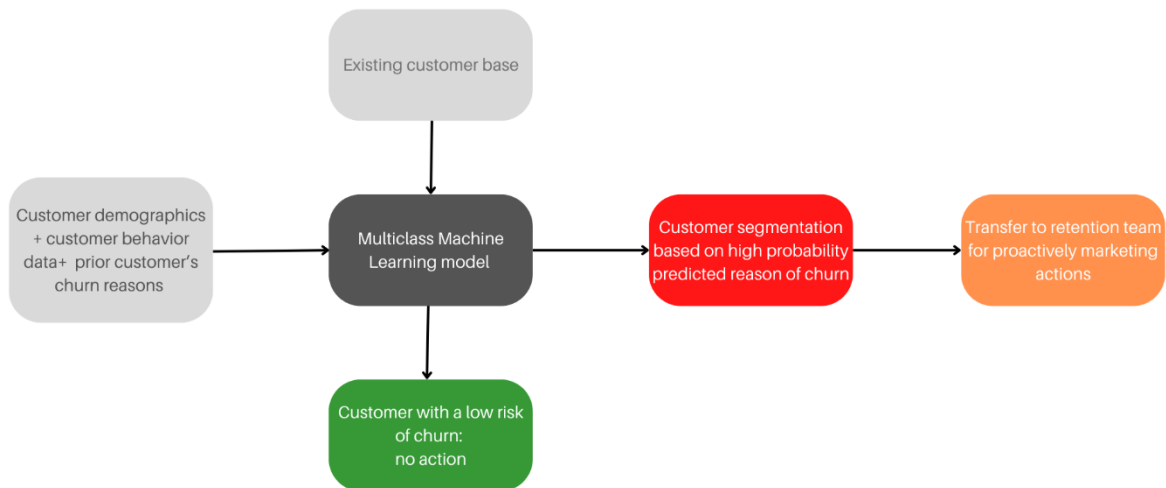 Existing customer base
Customer demographics
+ customer behavior
data+ prior customer's
churn reasons
Multiclass Machine
Learning model
Customer segmentation
based on high probability
predicted reason of churn
Transfer to retention team
for proactively marketing
actions
Customer with a low risk
of churn:
no action